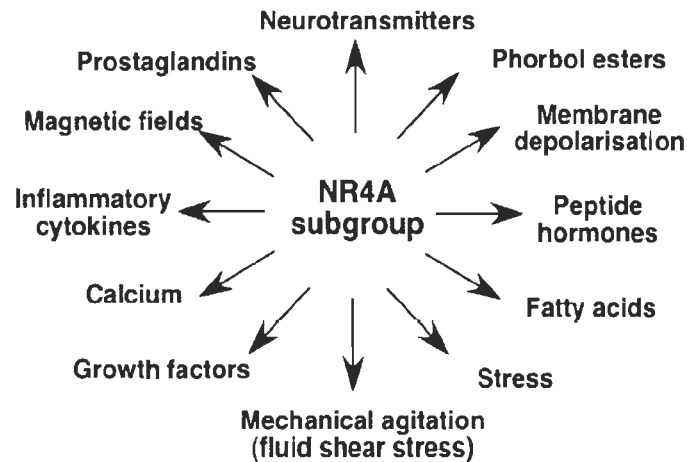 Neurotransmitters
Prostaglandins
Phorbol esters
Magnetic fields
Membrane
depolarisation
Inflammatory
cytokines
NR4A
subgroup
Peptide
hormones
Calcium
Fatty acids
Growth factors
Stress
Mechanical agitation
(fluid shear stress)